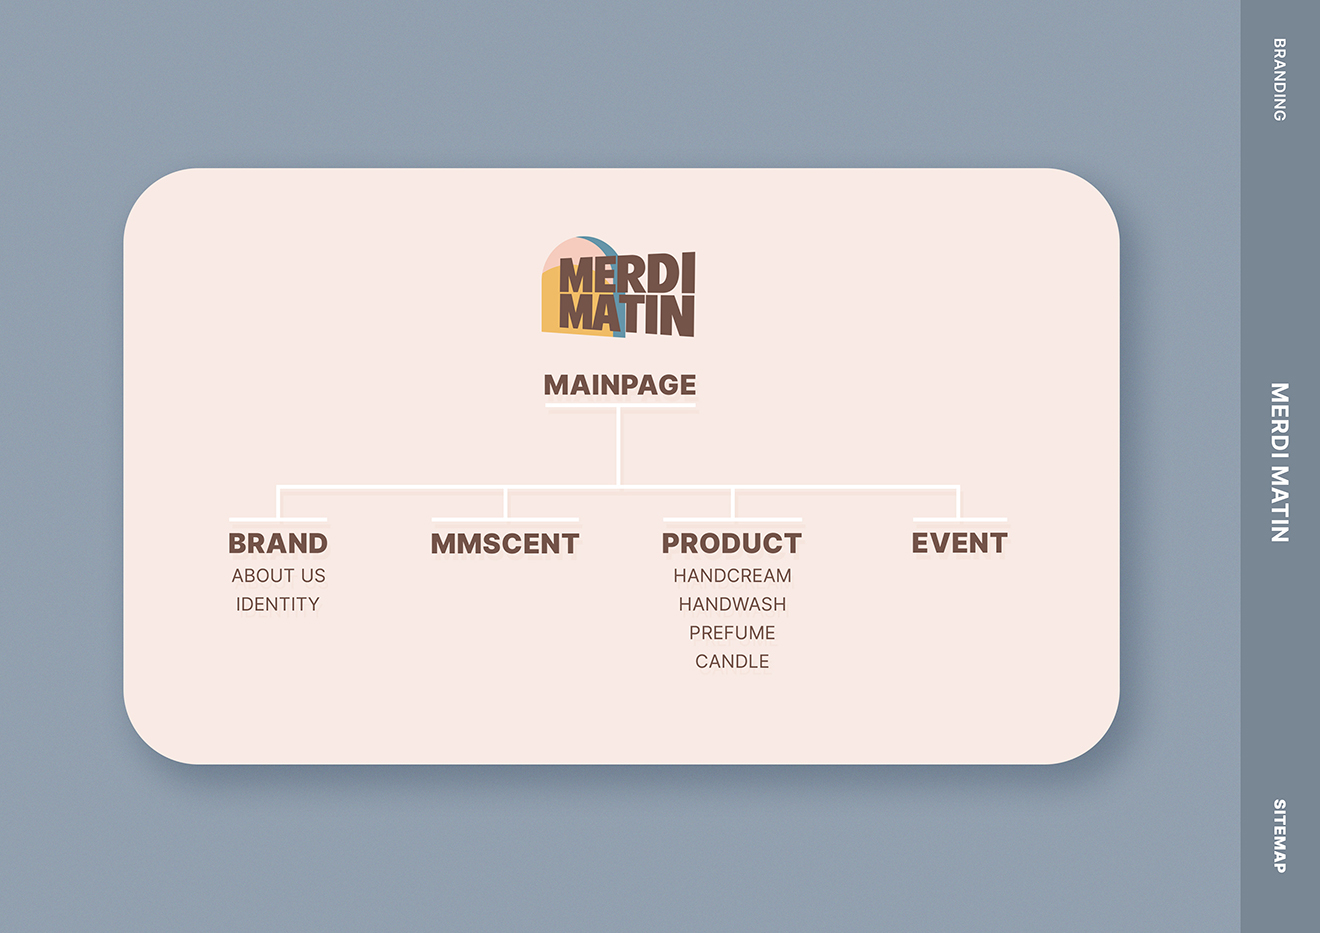 MERDI
MATIN
MAINPAGE
BRAND
ABOUT US
IDENTITY
MMSCENT
PRODUCT
HANDCREAM
HANDWASH
PREFUME
CANDLE
EVENT
BRANDING
MERDI MATIN
SITEMAP